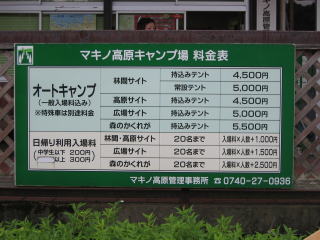 マキノ高原キャンプ場 料金表
オートキャンプ
(一般入場料込み)
※特殊車は別途料金
林間サイト 持込みテント 4,500円
常設テント 5,000円
高原サイト 持込みテント 4,500円
広場サイト 持込みテント 5,000円
森のかくれが 持込みテント 5,500円
日帰り利用入場料
(中学生以下 200円)
以上 300円)
林間・高原サイト 20名まで 入場料×人数+1,000円
広場サイト 20名まで 入場料×人数+1,500円
森のかくれが 20名まで 入場料×人数+2,500円
マキノ高原管理事務所 ☎0740-27-0936